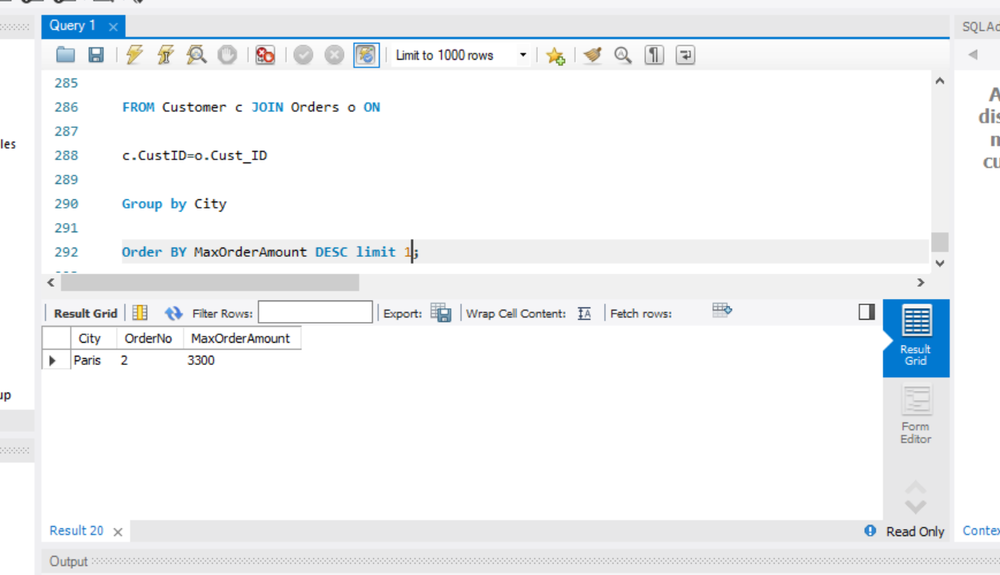 Query 1
SQL Ad
Limit to 1000 rows
285
286 FROM Customer c JOIN Orders o ON
287
288 c.CustID=o.Cust_ID
289
290 Group by City
291
292 Order BY MaxOrderAmount DESC limit 1;
les
up
A
dis
cu
Result Grid Filter Rows: Export: Wrap Cell Content: Fetch rows:
City OrderNo MaxOrderAmount
Paris 2 3300
Result
Grid
Form
Editor
Result 20
Read Only
Contex
Output